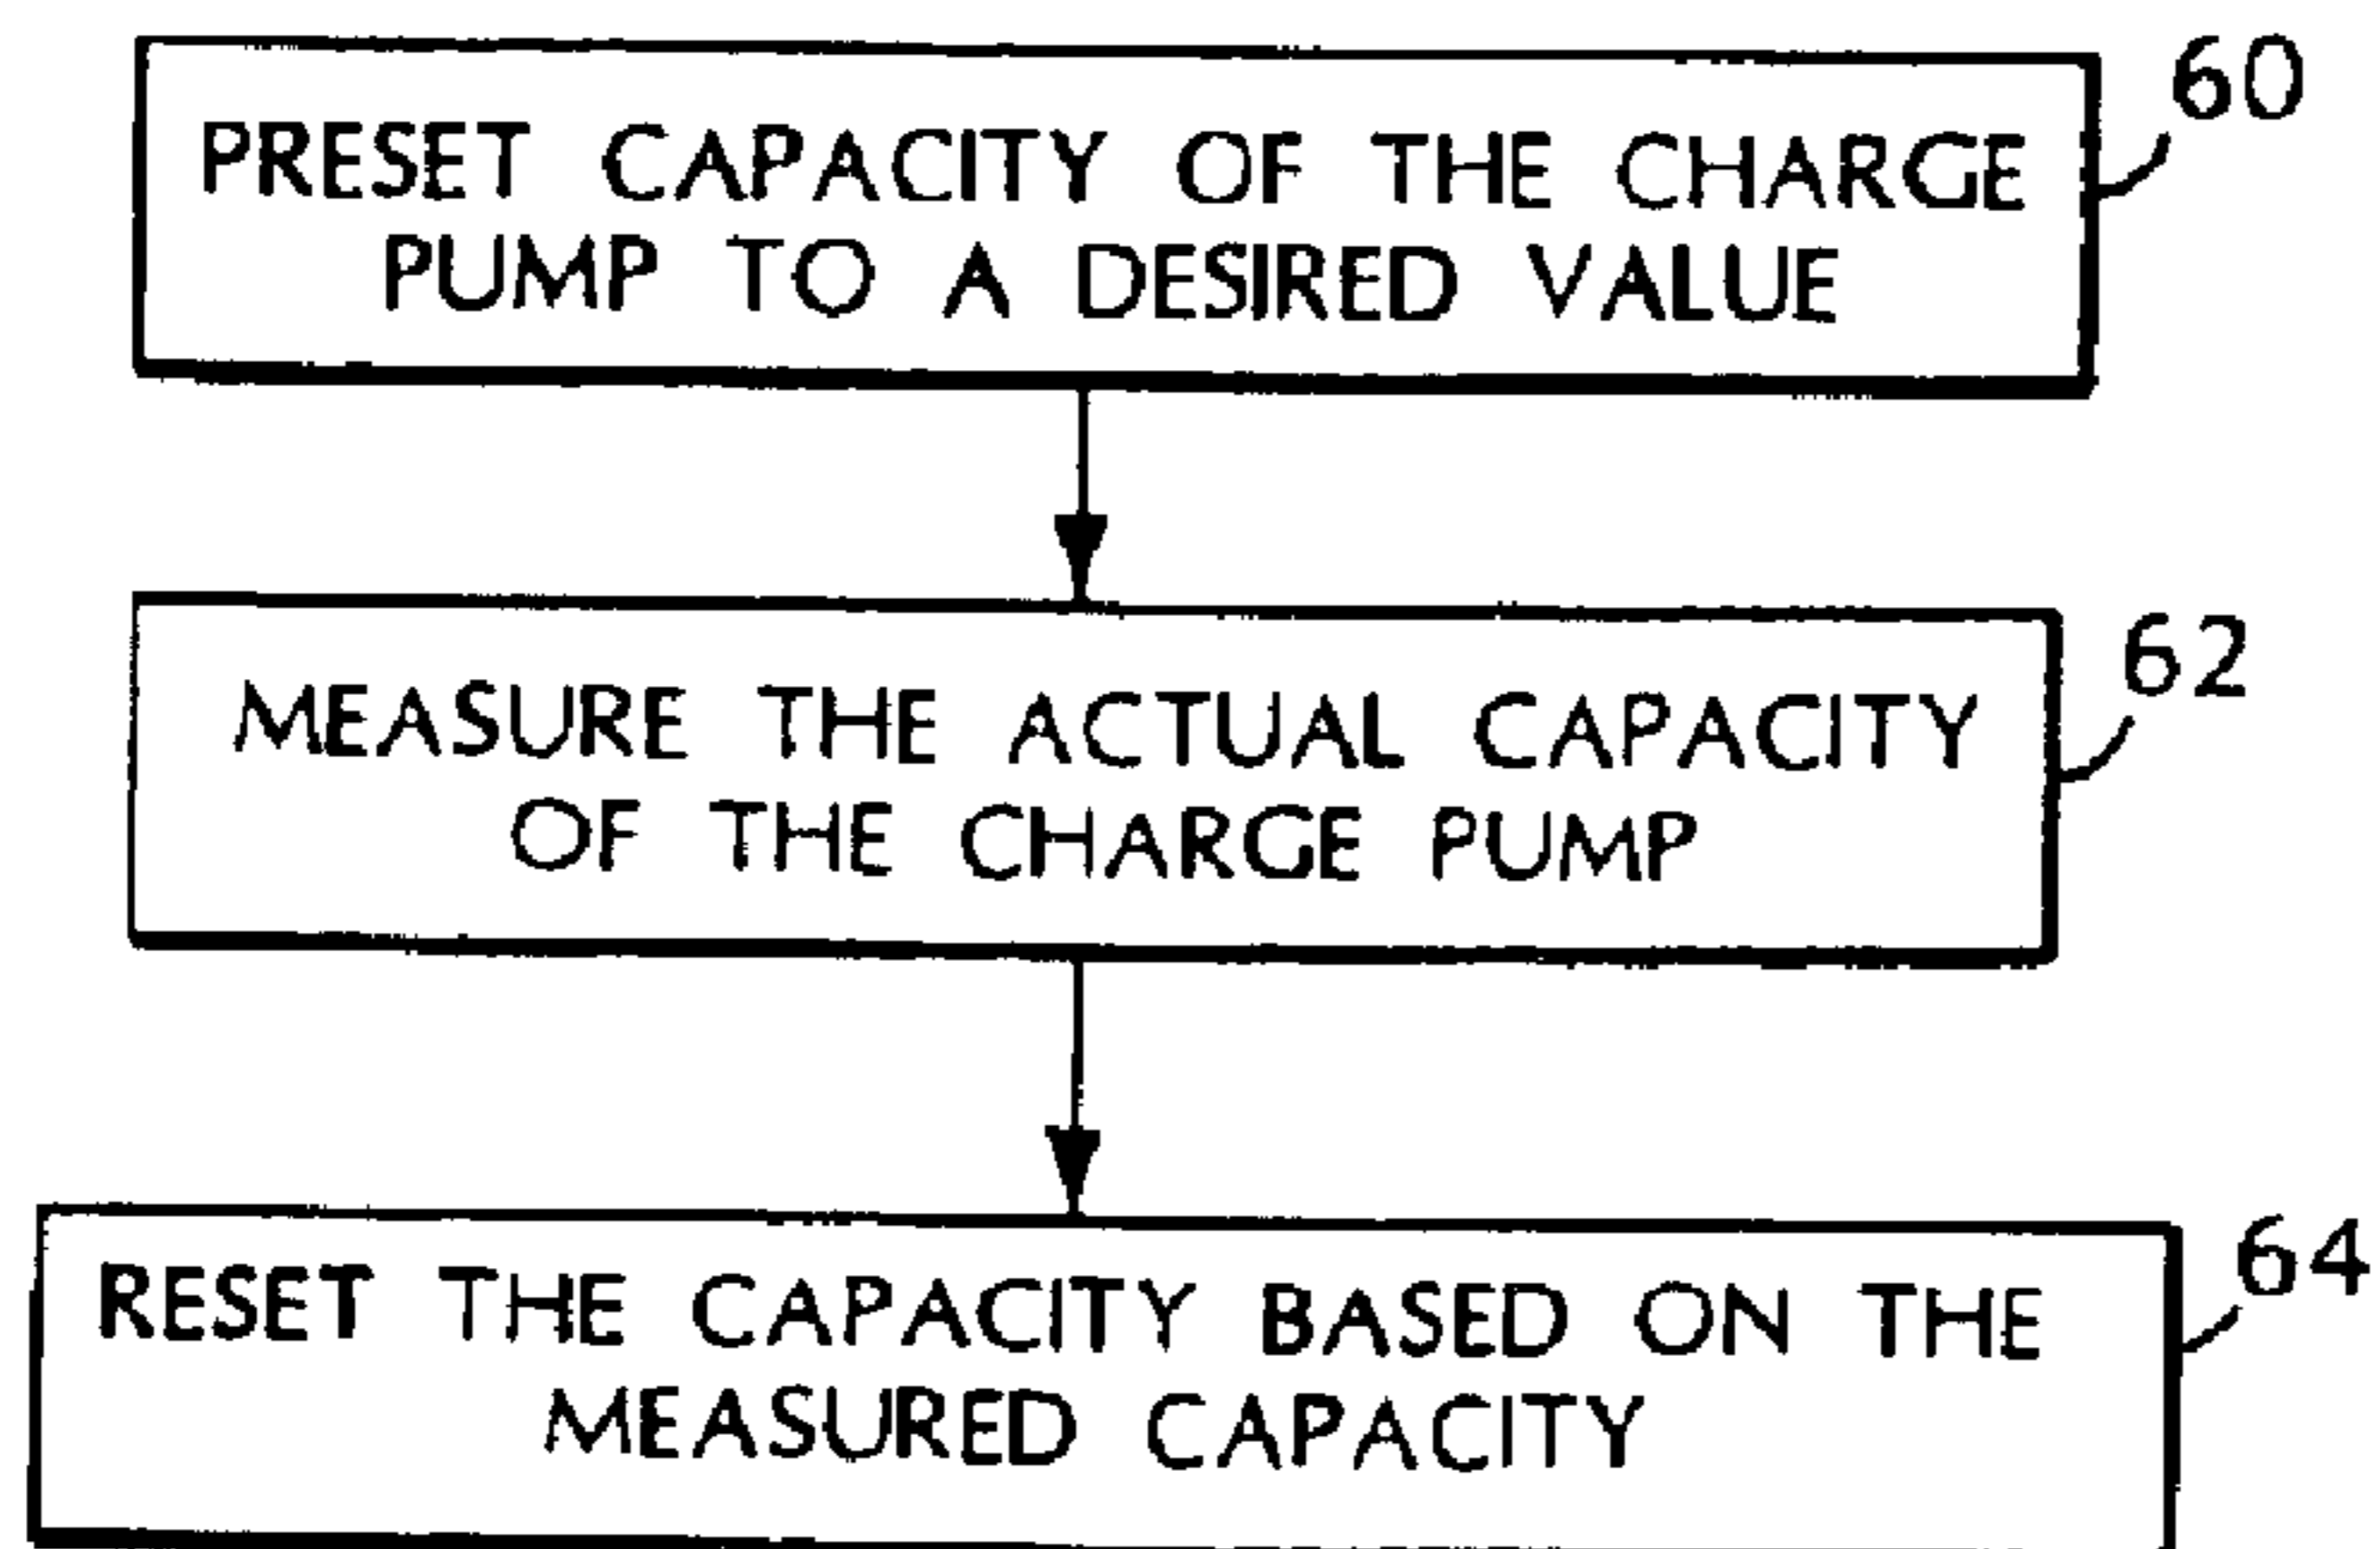 PRESET CAPACITY OF THE CHARGE
PUMP TO A DESIRED VALUE
60
MEASURE THE ACTUAL CAPACITY
OF THE CHARGE PUMP
62
RESET THE CAPACITY BASED ON THE
MEASURED CAPACITY
64